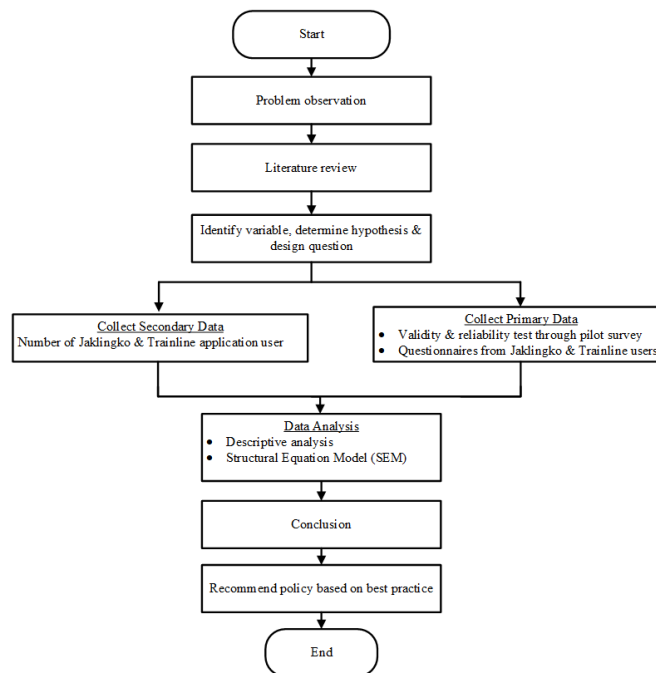 Start
Problem observation
Literature review
Identify variable, determine hypothesis &
design question
Collect Secondary Data
Number of Jaklingko & Trainline application user
Collect Primary Data
• Validity & reliability test through pilot survey
• Questionnaires from Jaklingko & Trainline users
Data Analysis
• Descriptive analysis
• Structural Equation Model (SEM)
Conclusion
Recommend policy based on best practice
End